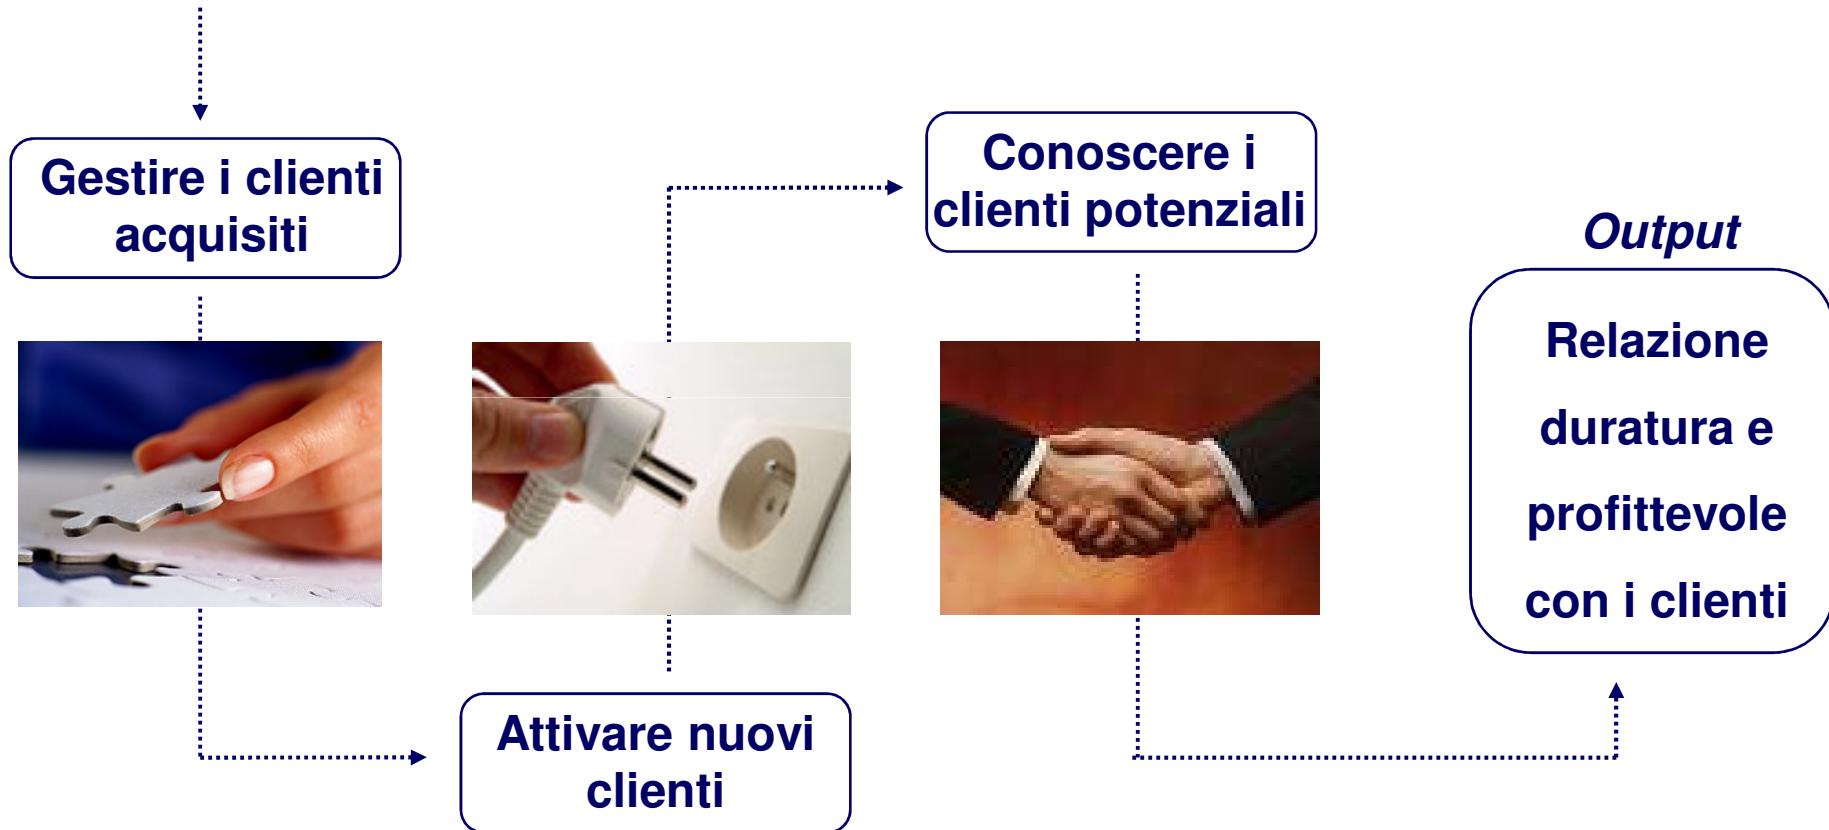 Gestire i clienti
acquisiti
Attivare nuovi
clienti
Conoscere i
clienti potenziali
Output
Relazione
duratura e
profittevole
con i clienti